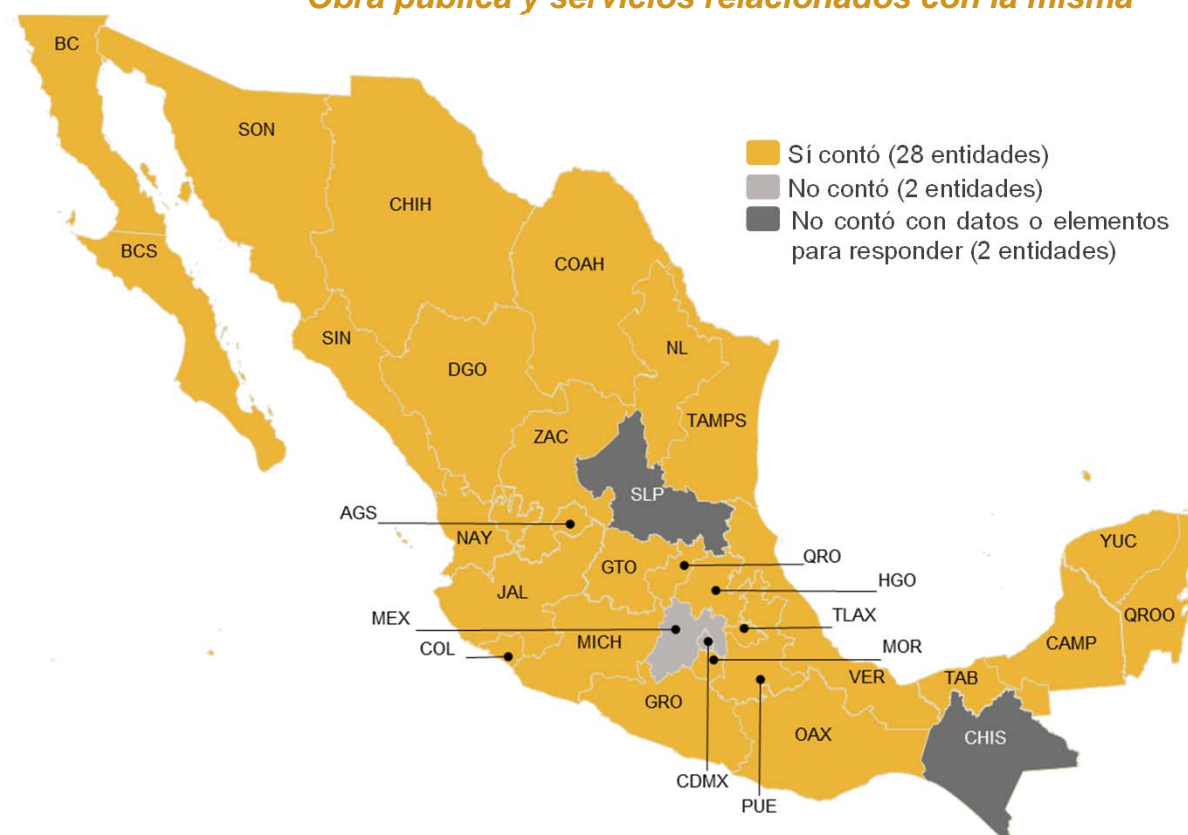 Obra pública y servicios relacionados con la misma
BC
SON
CHIH
Sí contó (28 entidades)
No contó (2 entidades)
No contó con datos o elementos
para responder (2 entidades)
BCS
COAH
SIN
DGO
NL
ZAC
TAMPS
SLP
AGS
NAY
GTO
QRO
YUC
JAL
HGO
QROO
MEX
MICH
TLAX
CAMP
COL
MOR
VER
TAB
GRO
OAX
CHIS
CDMX
PUE